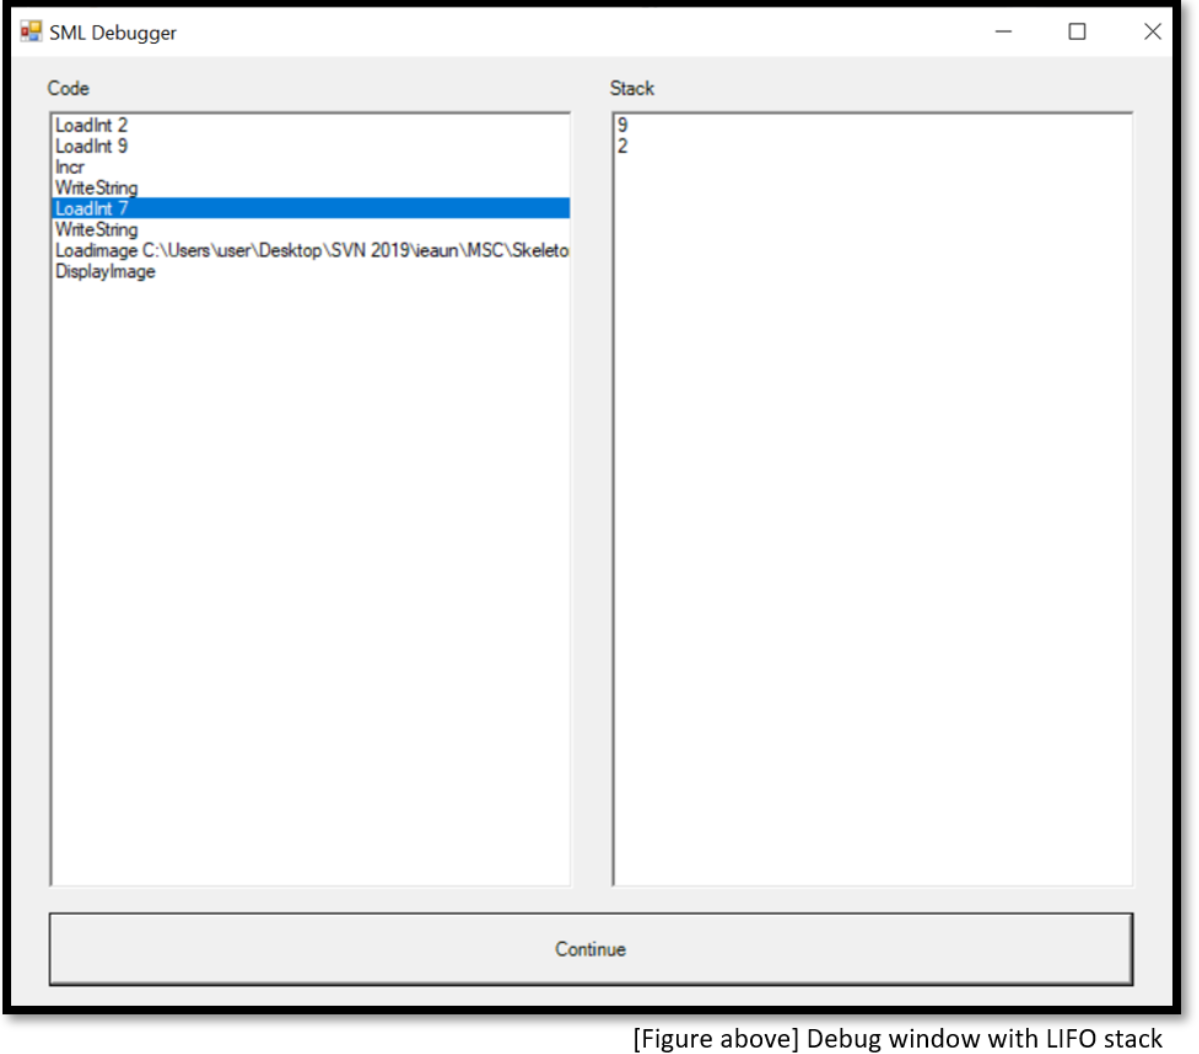 SML Debugger
Code
Stack
LoadInt 2
LoadInt 9
Incr
WriteString
LoadInt 7
WriteString
Loadimage C:\Users\user\Desktop\SVN 2019\ieaun\MSC\Skeleto
DisplayImage
9
2
Continue
[Figure above] Debug window with LIFO stack